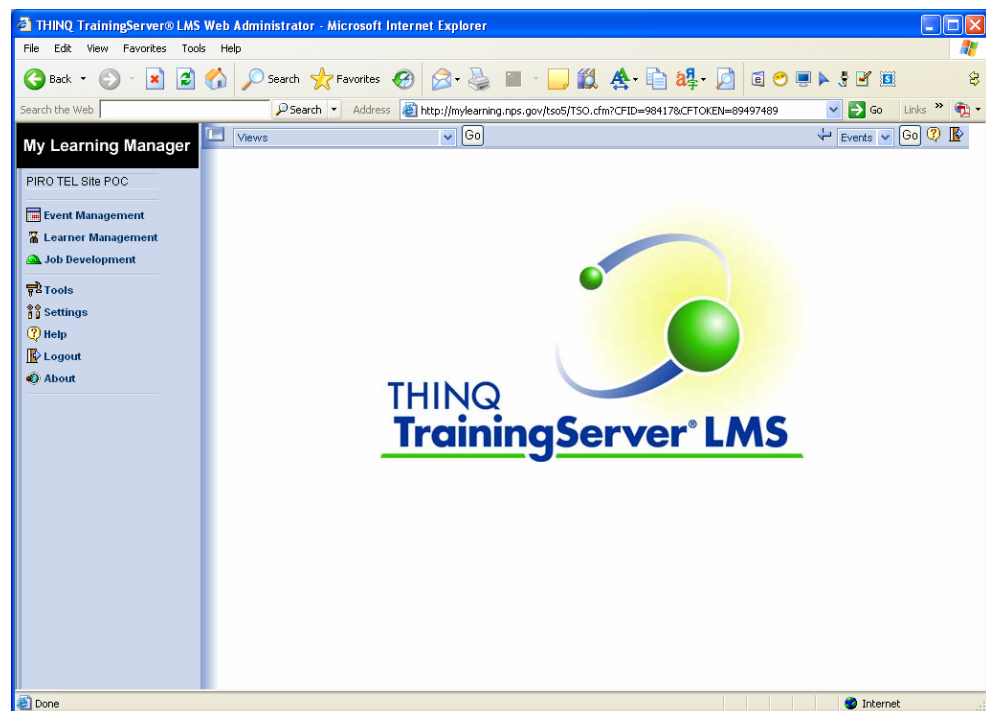 THINQ TrainingServer® LMS Web Administrator - Microsoft Internet Explorer
File Edit View Favorites Tools Help
Back Search Favorites
Search the Web Search Address http://mylearning.nps.gov/tso5/TSO.cfm?CFID=98417&CFTOKEN=89497489 Go Links »
My Learning Manager
Views Go Events Go
PIRO TEL Site POC
Event Management
Learner Management
Job Development
Tools
Settings
Help
Logout
About
THINQ
TrainingServer® LMS
Done Internet